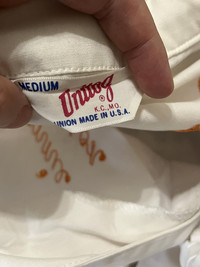 MEDIUM
Unitog
®
K.C., MO.
UNION MADE IN U.S.A.